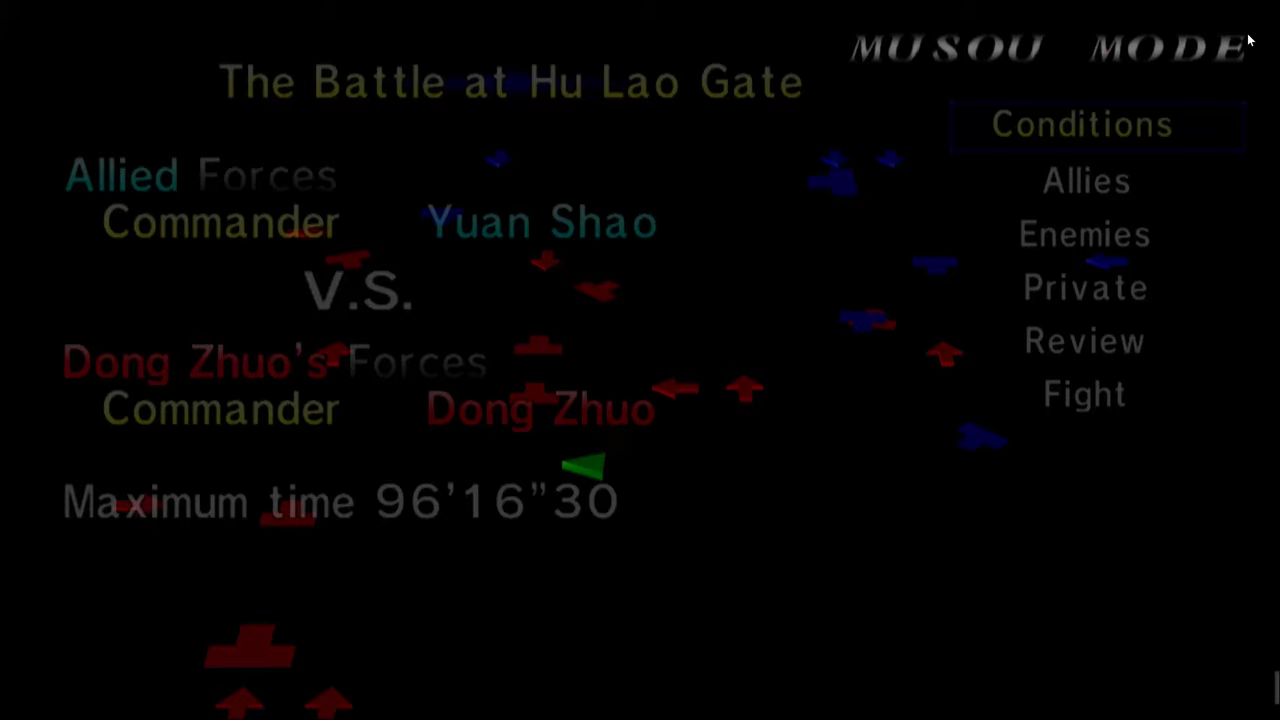 MUSOU MODE
The Battle at Hu Lao Gate
Conditions
Allied Forces
Allies
Commander Yuan Shao
Enemies
V.S.
Private
Review
Dong Zhuo's Forces
Fight
Commander Dong Zhuo
Maximum time 96'16"30